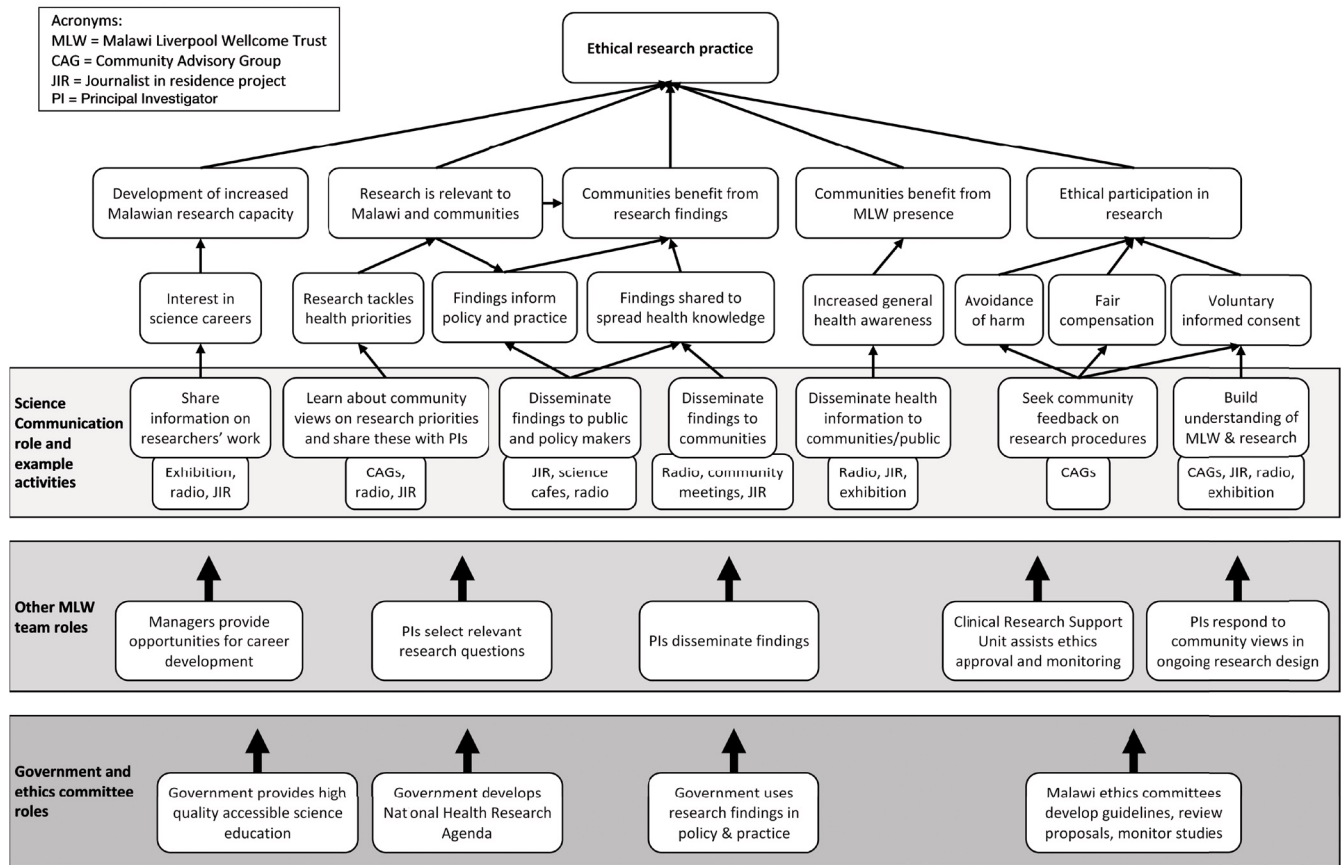 Acronyms:
MLW = Malawi Liverpool Wellcome Trust
CAG = Community Advisory Group
JIR = Journalist in residence project
PI = Principal Investigator
Ethical research practice
Development of increased
Malawian research capacity
Research is relevant to
Malawi and communities
Communities benefit from
research findings
Communities benefit from
MLW presence
Ethical participation in
research
Interest in
science careers
Research tackles
health priorities
Findings inform
policy and practice
Findings shared to
spread health knowledge
Increased general
health awareness
Avoidance
of harm
Fair
compensation
Voluntary
informed consent
Science
Communication
role and
example
activities
Share
information on
researchers' work
Exhibition,
radio, JIR
Learn about community
views on research priorities
and share these with PIs
CAGs,
radio, JIR
Disseminate
findings to public
and policy makers
JIR, science
cafes, radio
Disseminate
findings to
communities
Radio, community
meetings, JIR
Disseminate health
information to
communities/public
Radio, JIR,
exhibition
Seek community
feedback on
research procedures
CAGs
Build
understanding of
MLW & research
CAGs, JIR, radio,
exhibition
Other MLW
team roles
Managers provide
opportunities for career
development
PIs select relevant
research questions
PIs disseminate findings
Clinical Research Support
Unit assists ethics
approval and monitoring
PIs respond to
community views in
ongoing research design
Government and
ethics committee
roles
Government provides high
quality accessible science
education
Government develops
National Health Research
Agenda
Government uses
research findings in
policy & practice
Malawi ethics committees
develop guidelines, review
proposals, monitor studies